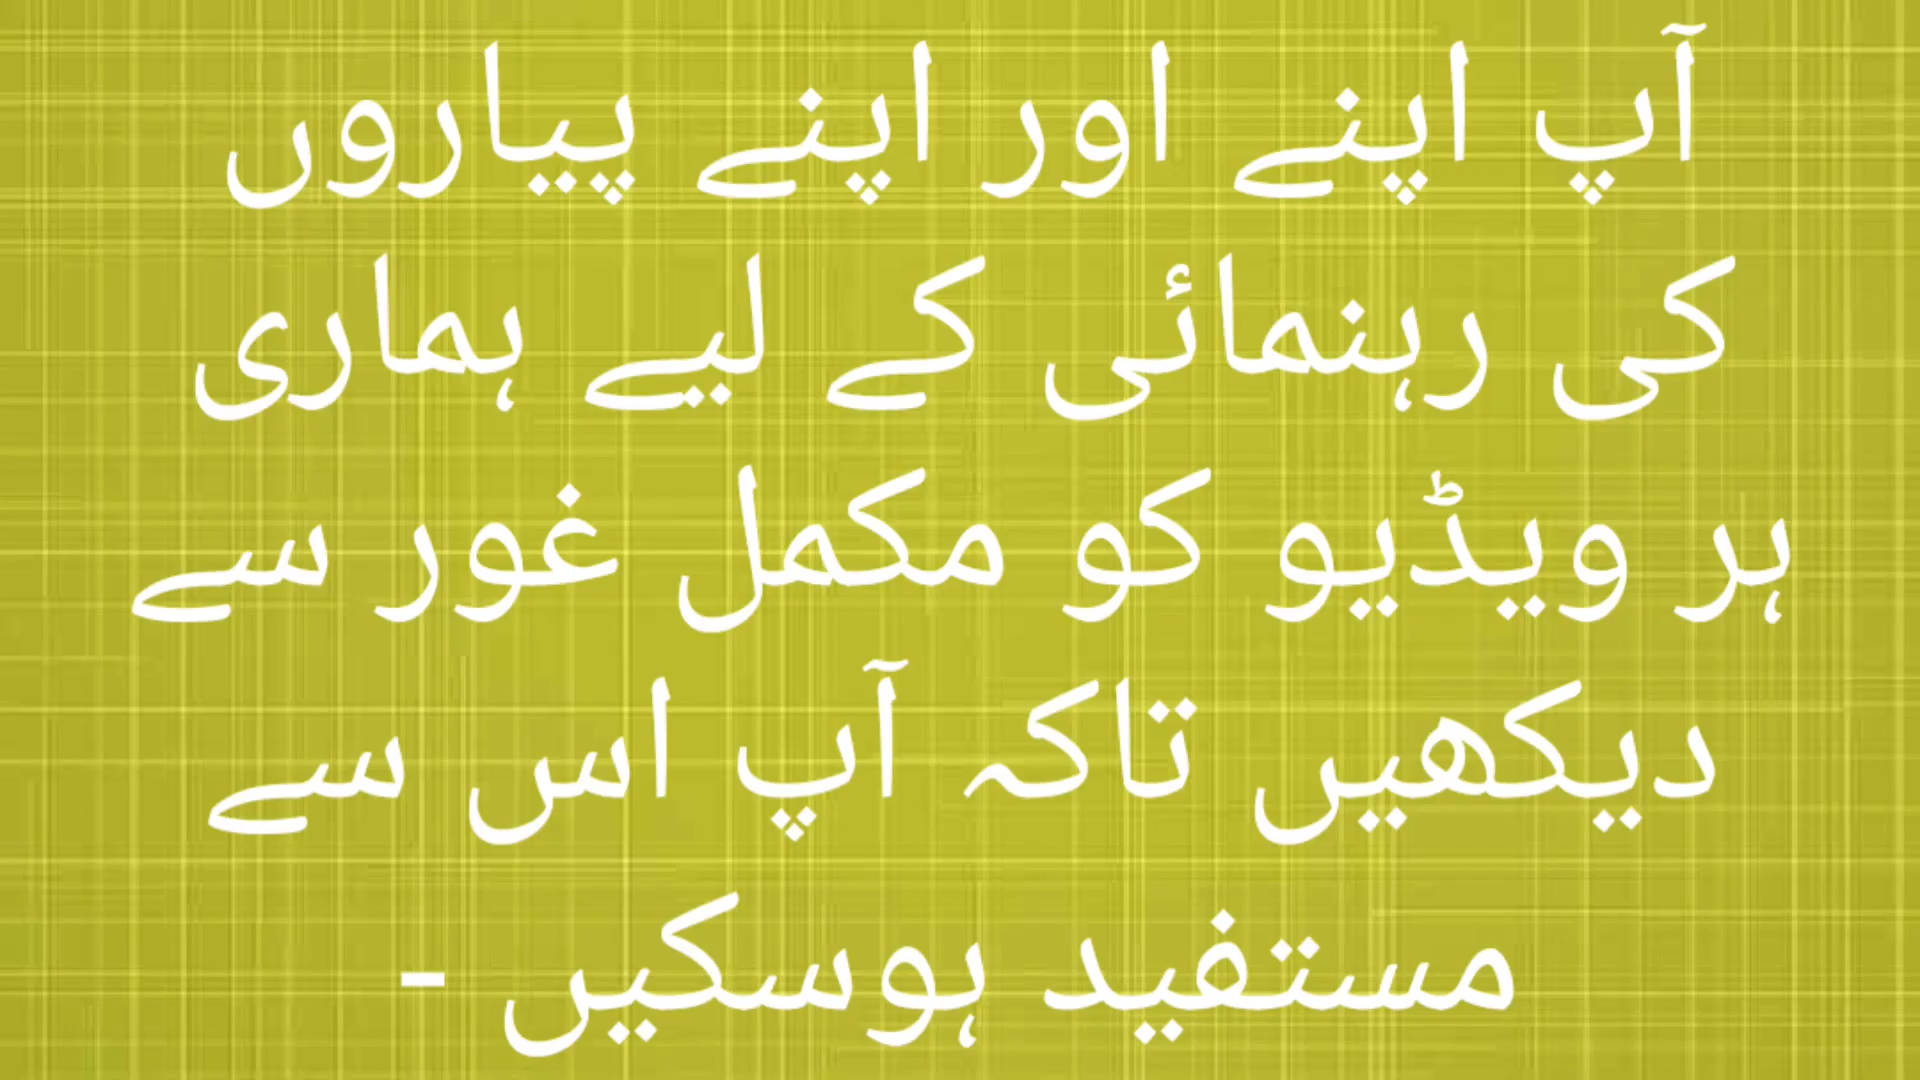 آپ اپنے اور اپنے پیاروں
کی رہنمائی کے لیے ہماری
ہر ویڈیو کو مکمل غور سے
دیکھیں تاکہ آپ اس سے
مستفید ہوسکیں -